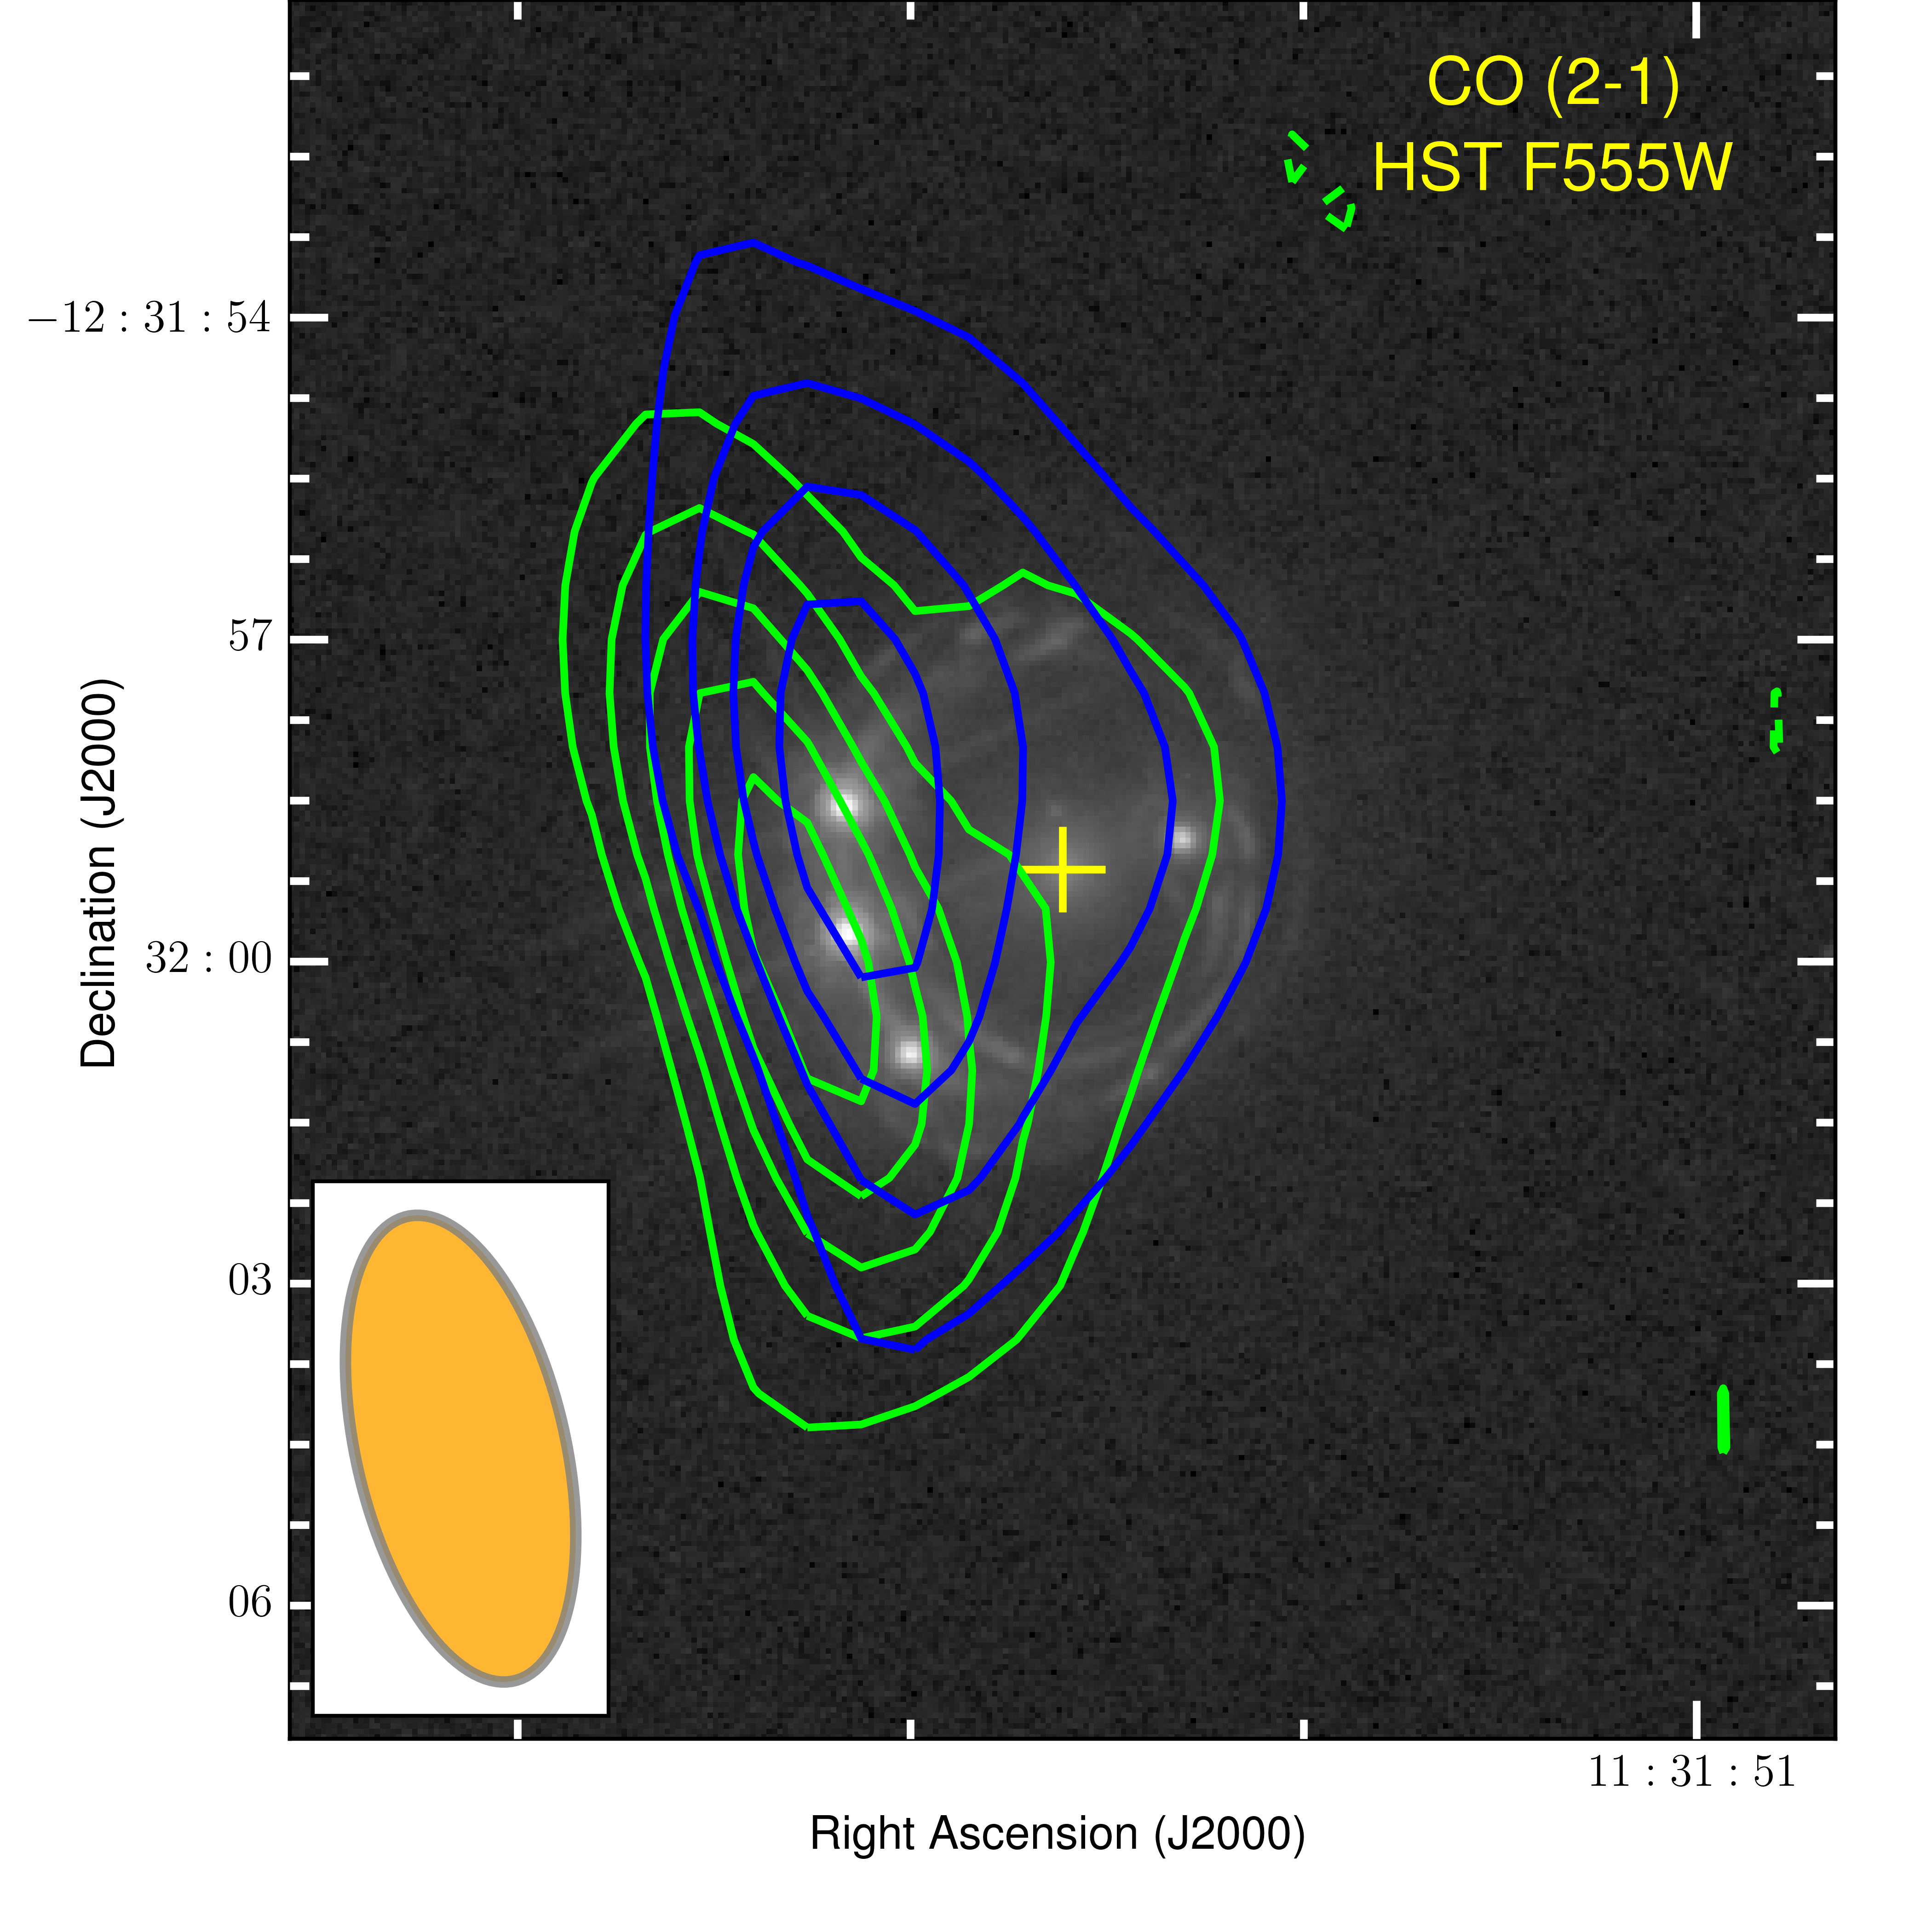 CO (2-1)
HST F555W
−12 : 31 : 54
57
32 : 00
03
06
Declination (J2000)
11 : 31 : 51
Right Ascension (J2000)